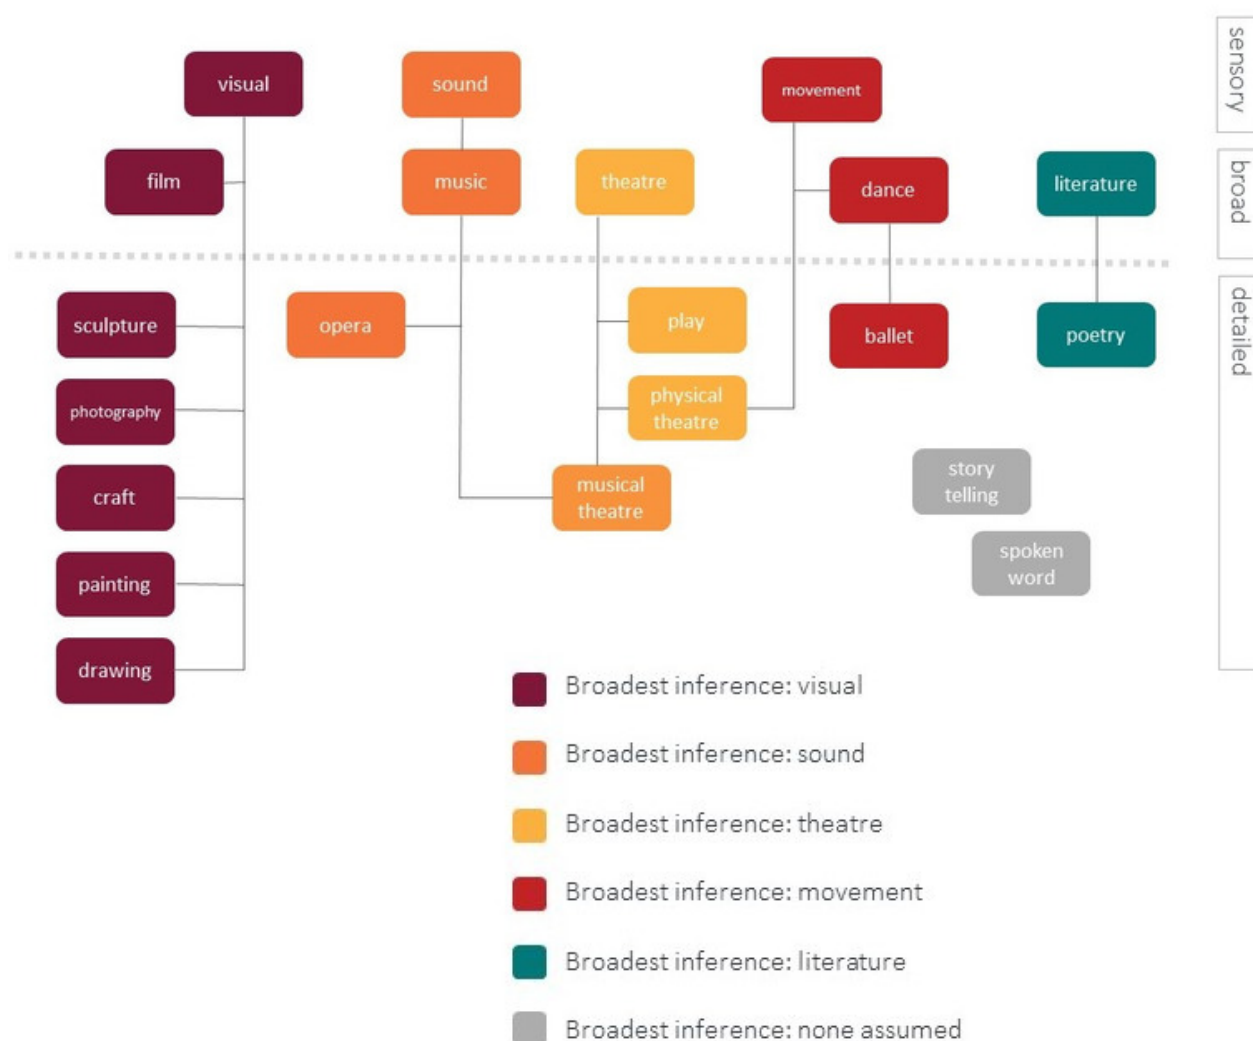 sensory
visual
sound
movement
broad
film
music
theatre
dance
literature
detailed
sculpture
opera
play
ballet
poetry
photography
physical
theatre
craft
musical
theatre
story
telling
painting
spoken
word
drawing
Broadest inference: visual
Broadest inference: sound
Broadest inference: theatre
Broadest inference: movement
Broadest inference: literature
Broadest inference: none assumed